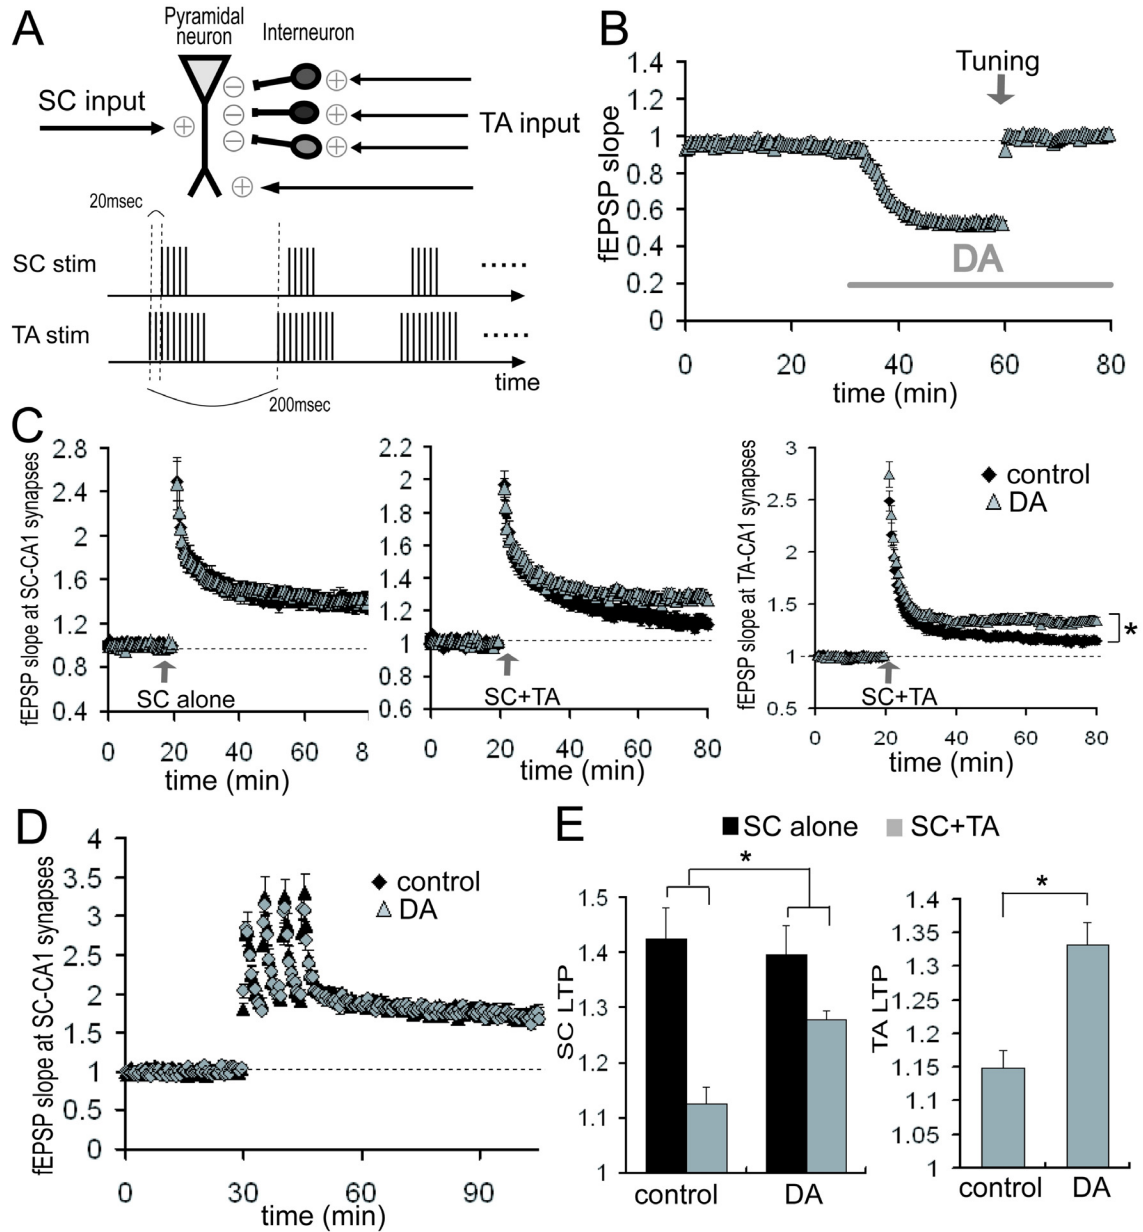 A
Pyramidal
neuron
Interneuron
SC input
TA input
20msec
SC stim
TA stim
time
200msec
B
Tuning
fEPSP slope
1.4
1.2
1
0.8
0.6
0.4
0.2
0
DA
0 20 40 60 80
time (min)
C
fEPSP slope at SC-CA1 synapses
2.8
2.4
2
1.6
1.2
0.8
0.4
SC alone
0 20 40 60 8
time (min)
2.2
2
1.8
1.6
1.4
1.2
1
0.8
0.6
SC+TA
0 20 40 60 80
time (min)
fEPSP slope at TA-CA1 synapses
3
2.5
2
1.5
1
0.5
control
DA
*
SC+TA
0 20 40 60 80
time (min)
D
fEPSP slope at SC-CA1 synapses
4
3.5
3
2.5
2
1
0.5
0
control
DA
0 30 60 90
time (min)
E
SC alone SC+TA
SC LTP
1.5
1.4
1.3
1.2
1.1
1
*
control DA
TA LTP
1.4
1.35
1.3
1.25
1.2
1.15
1.1
1.05
1
*
control DA